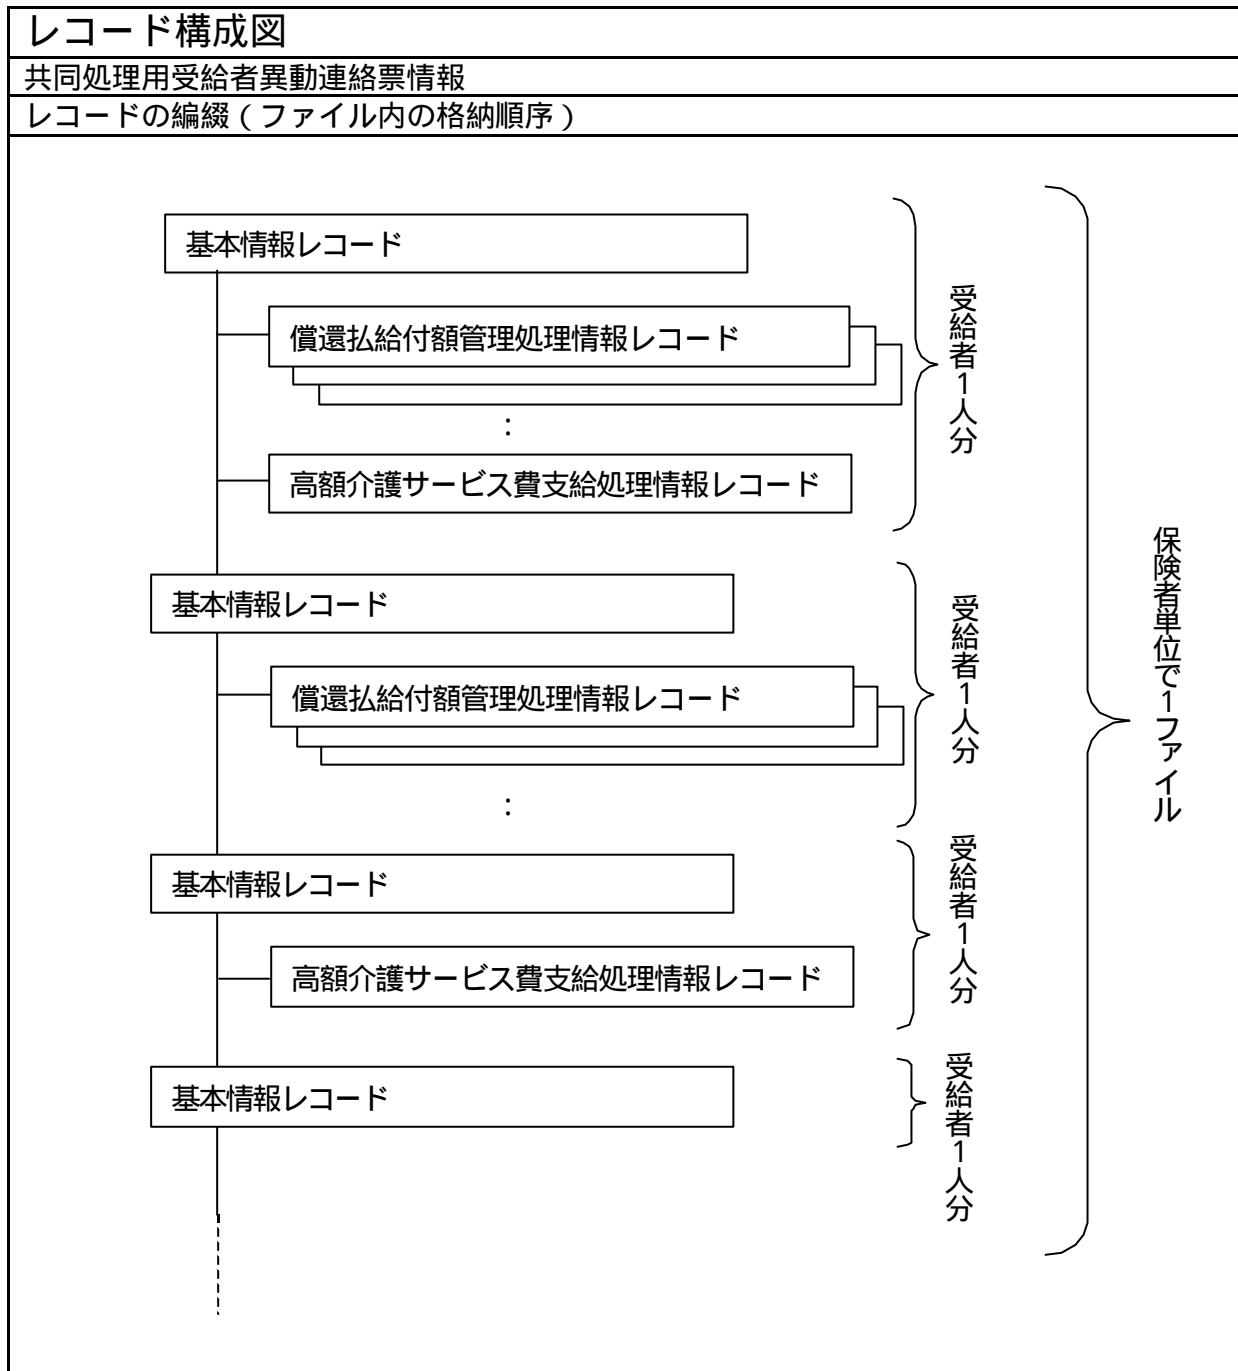 レコード構成図
共同処理用受給者異動連絡票情報
レコードの編綴（ファイル内の格納順序）
基本情報レコード
償還払給付額管理処理情報レコード
：
高額介護サービス費支給処理情報レコード
受給者1人分
基本情報レコード
償還払給付額管理処理情報レコード
：
受給者1人分
基本情報レコード
高額介護サービス費支給処理情報レコード
受給者1人分
基本情報レコード
受給者1人分
保険者単位で1ファイル